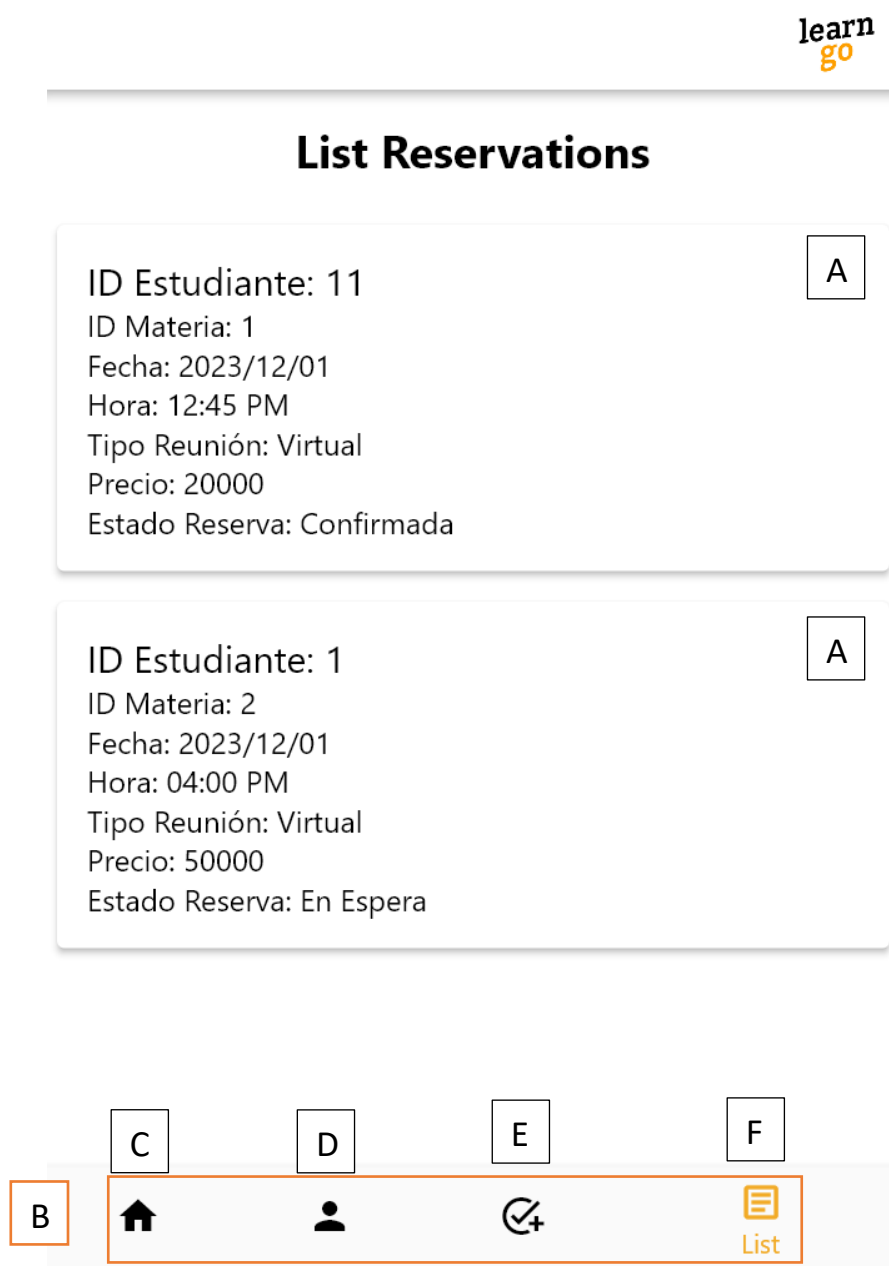 learn
go
List Reservations
A
ID Estudiante: 11
ID Materia: 1
Fecha: 2023/12/01
Hora: 12:45 PM
Tipo Reunión: Virtual
Precio: 20000
Estado Reserva: Confirmada
A
ID Estudiante: 1
ID Materia: 2
Fecha: 2023/12/01
Hora: 04:00 PM
Tipo Reunión: Virtual
Precio: 50000
Estado Reserva: En Espera
C D E F
B
List